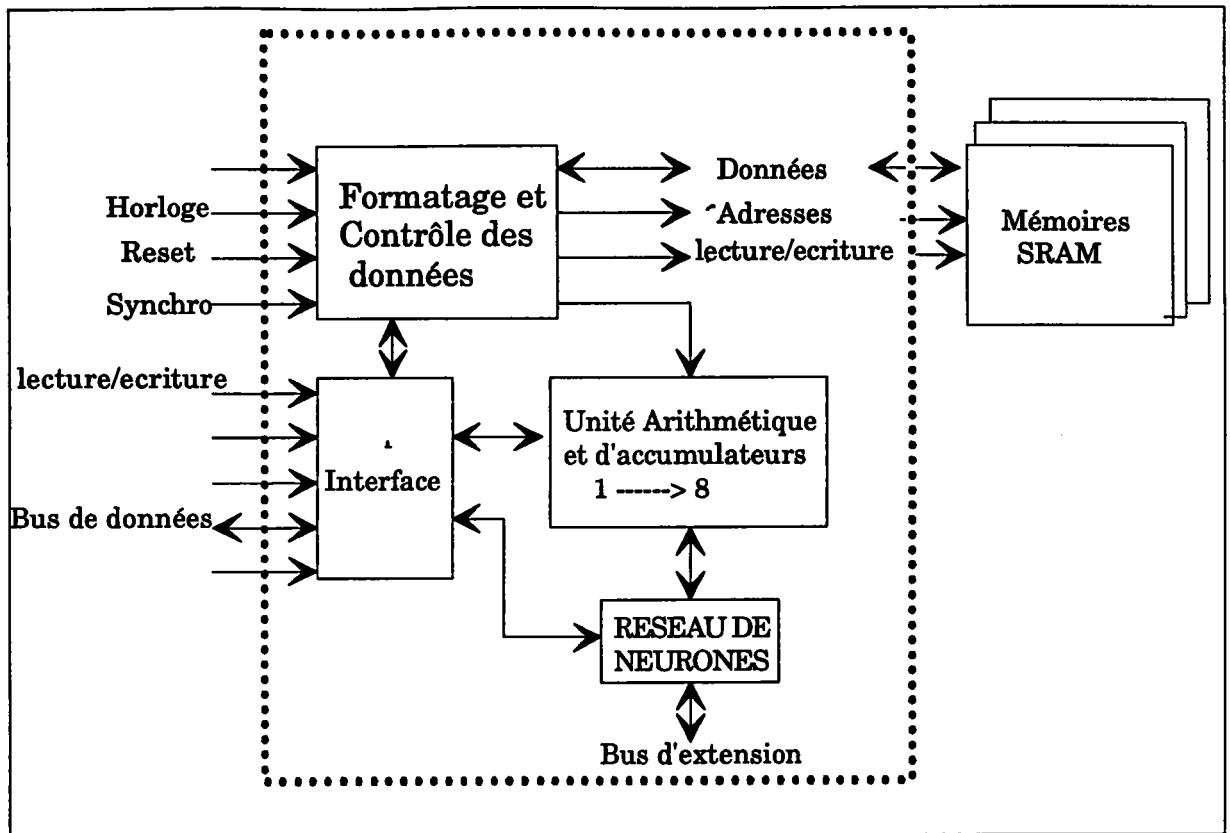 Formatage et
Contrôle des
données
Horloge
Reset
Synchro
Données
Adresses
lecture/ecriture
Mémoires
SRAM
lecture/ecriture
Interface
Bus de données
Unité Arithmétique
et d'accumulateurs
1 ------> 8
RESEAU DE
NEURONES
Bus d'extension